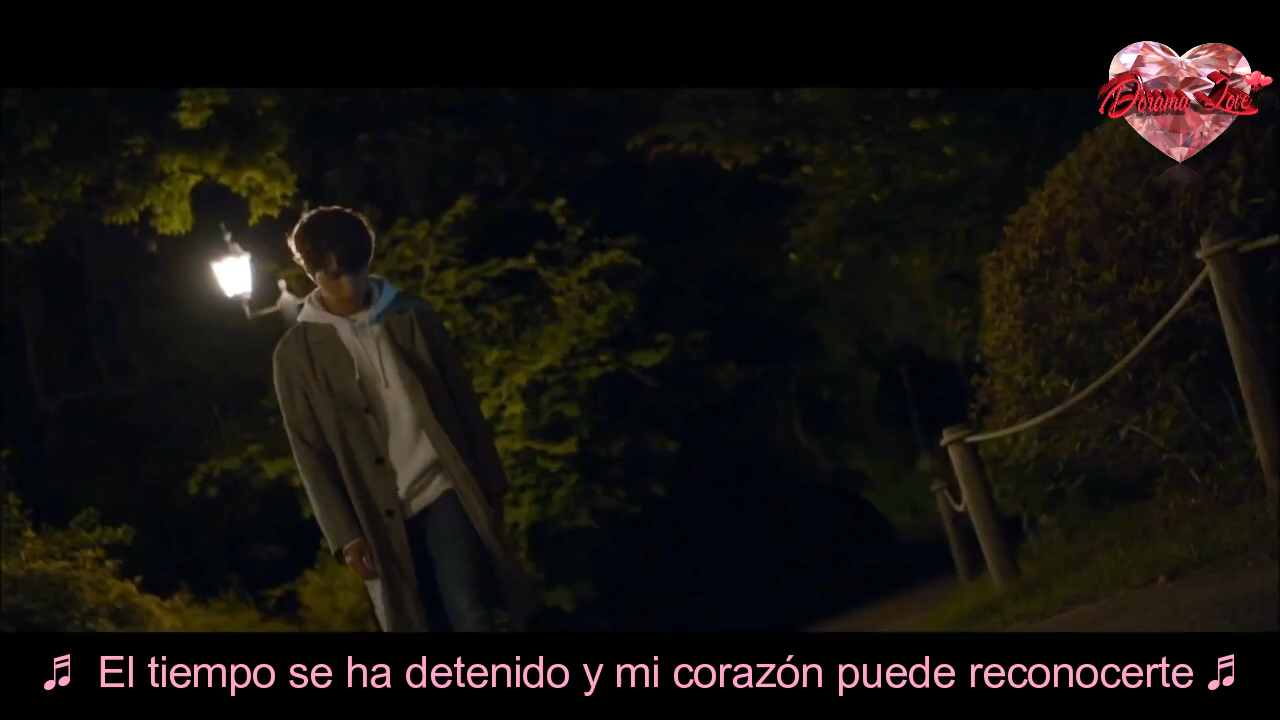 Dorama Love
♬ El tiempo se ha detenido y mi corazón puede reconocerte ♬